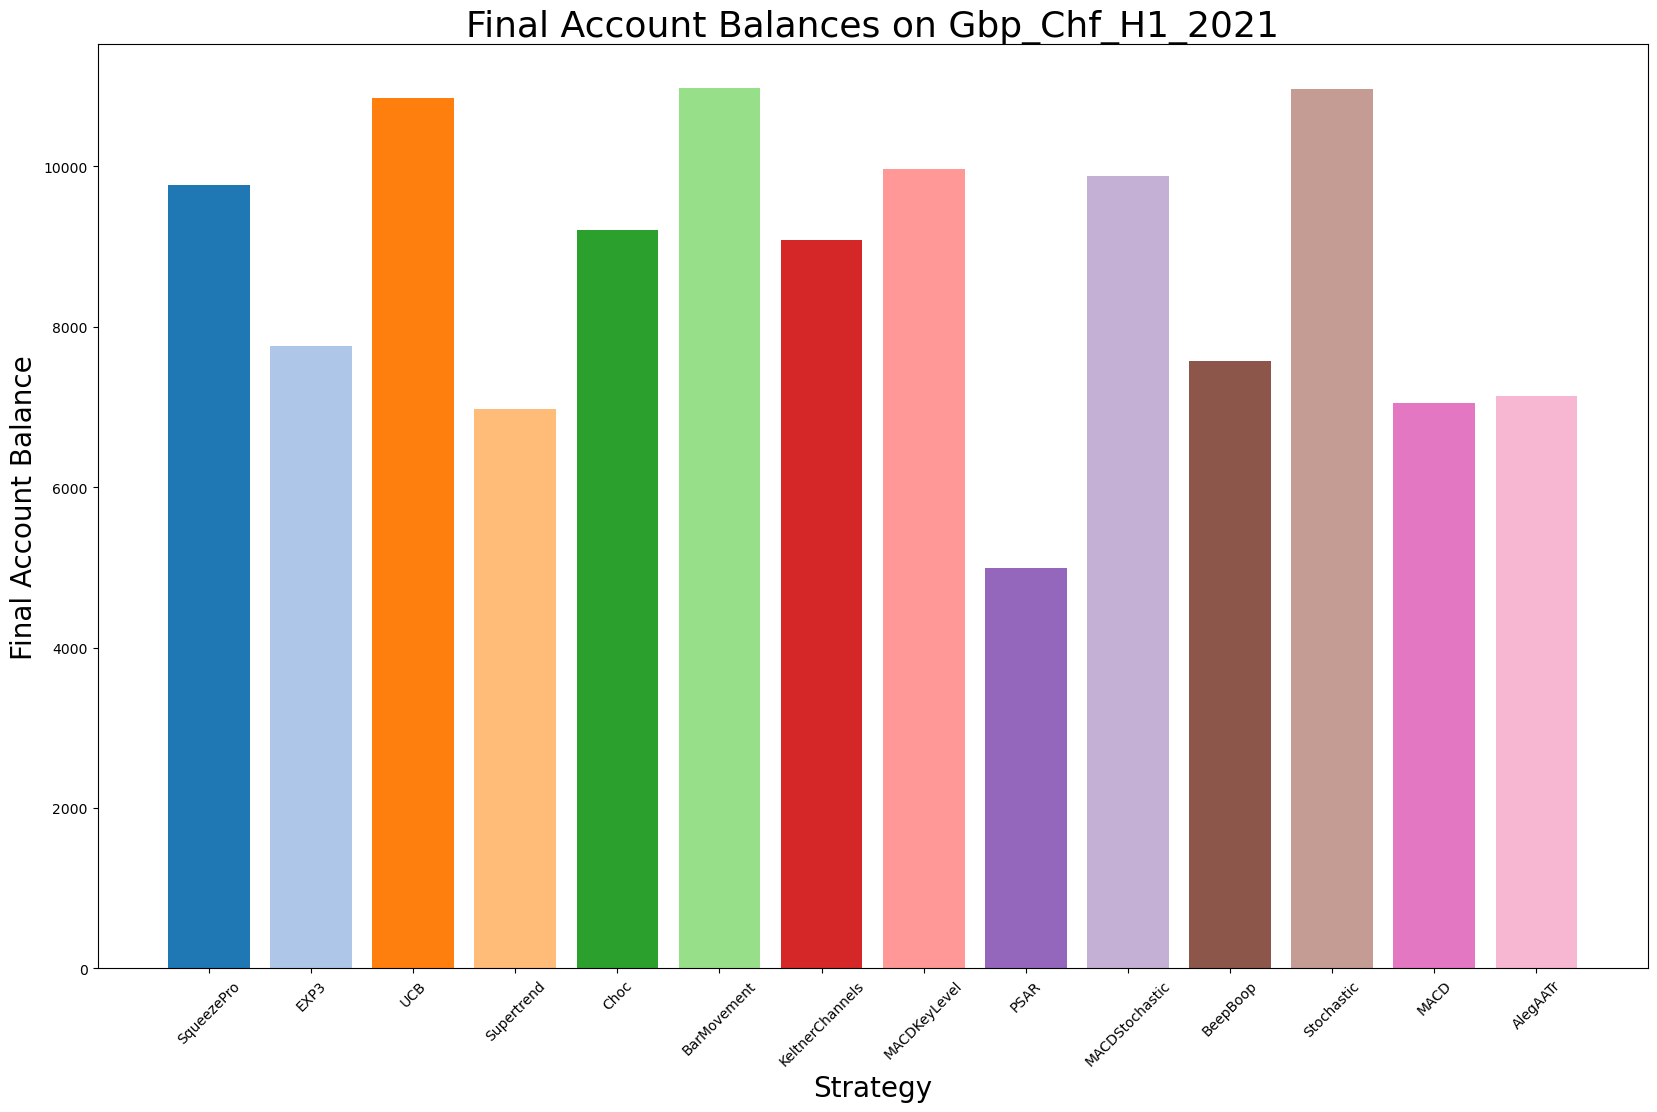 Final Account Balances on Gbp_Chf_H1_2021
Final Account Balance
10000
8000
6000
4000
2000
0
SqueezePro
EXP3
UCB
Supertrend
Choc
BarMovement
KeltnerChannels
MACDKeyLevel
PSAR
MACDStochastic
BeepBoop
Stochastic
MACD
AlegAATr
Strategy